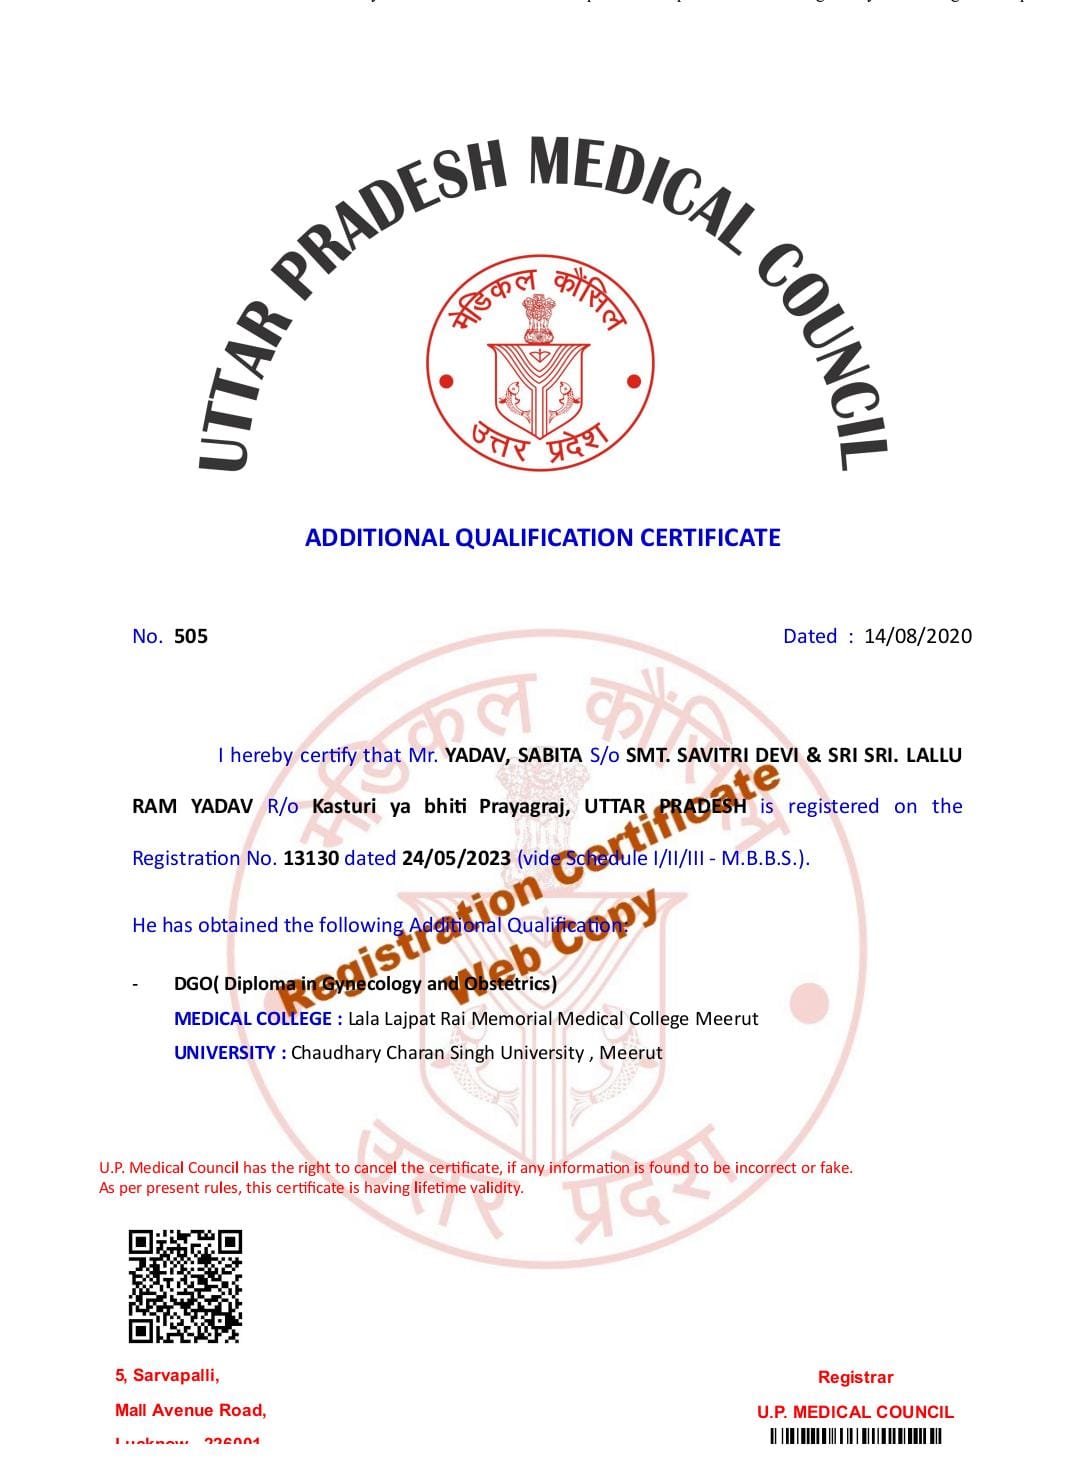 UTTAR PRADESH MEDICAL COUNCIL
मेडिकल कौंसिल
उत्तर प्रदेश
ADDITIONAL QUALIFICATION CERTIFICATE
No. 505 Dated : 14/08/2020
I hereby certify that Mr. YADAV, SABITA S/o SMT. SAVITRI DEVI & SRI SRI. LALLU
RAM YADAV R/o Kasturi ya bhiti Prayagraj, UTTAR PRADESH is registered on the
Registration No. 13130 dated 24/05/2023 (vide Schedule I/II/III - M.B.B.S.).
He has obtained the following Additional Qualification:
- DGO( Diploma in Gynecology and Obstetrics)
MEDICAL COLLEGE : Lala Lajpat Rai Memorial Medical College Meerut
UNIVERSITY : Chaudhary Charan Singh University , Meerut
मेडिकल कौंसिल
उत्तर प्रदेश
Registration Certificate
Web Copy
U.P. Medical Council has the right to cancel the certificate, if any information is found to be incorrect or fake.
As per present rules, this certificate is having lifetime validity.
5, Sarvapalli,
Mall Avenue Road,
Lucknow - 226001
Registrar
U.P. MEDICAL COUNCIL